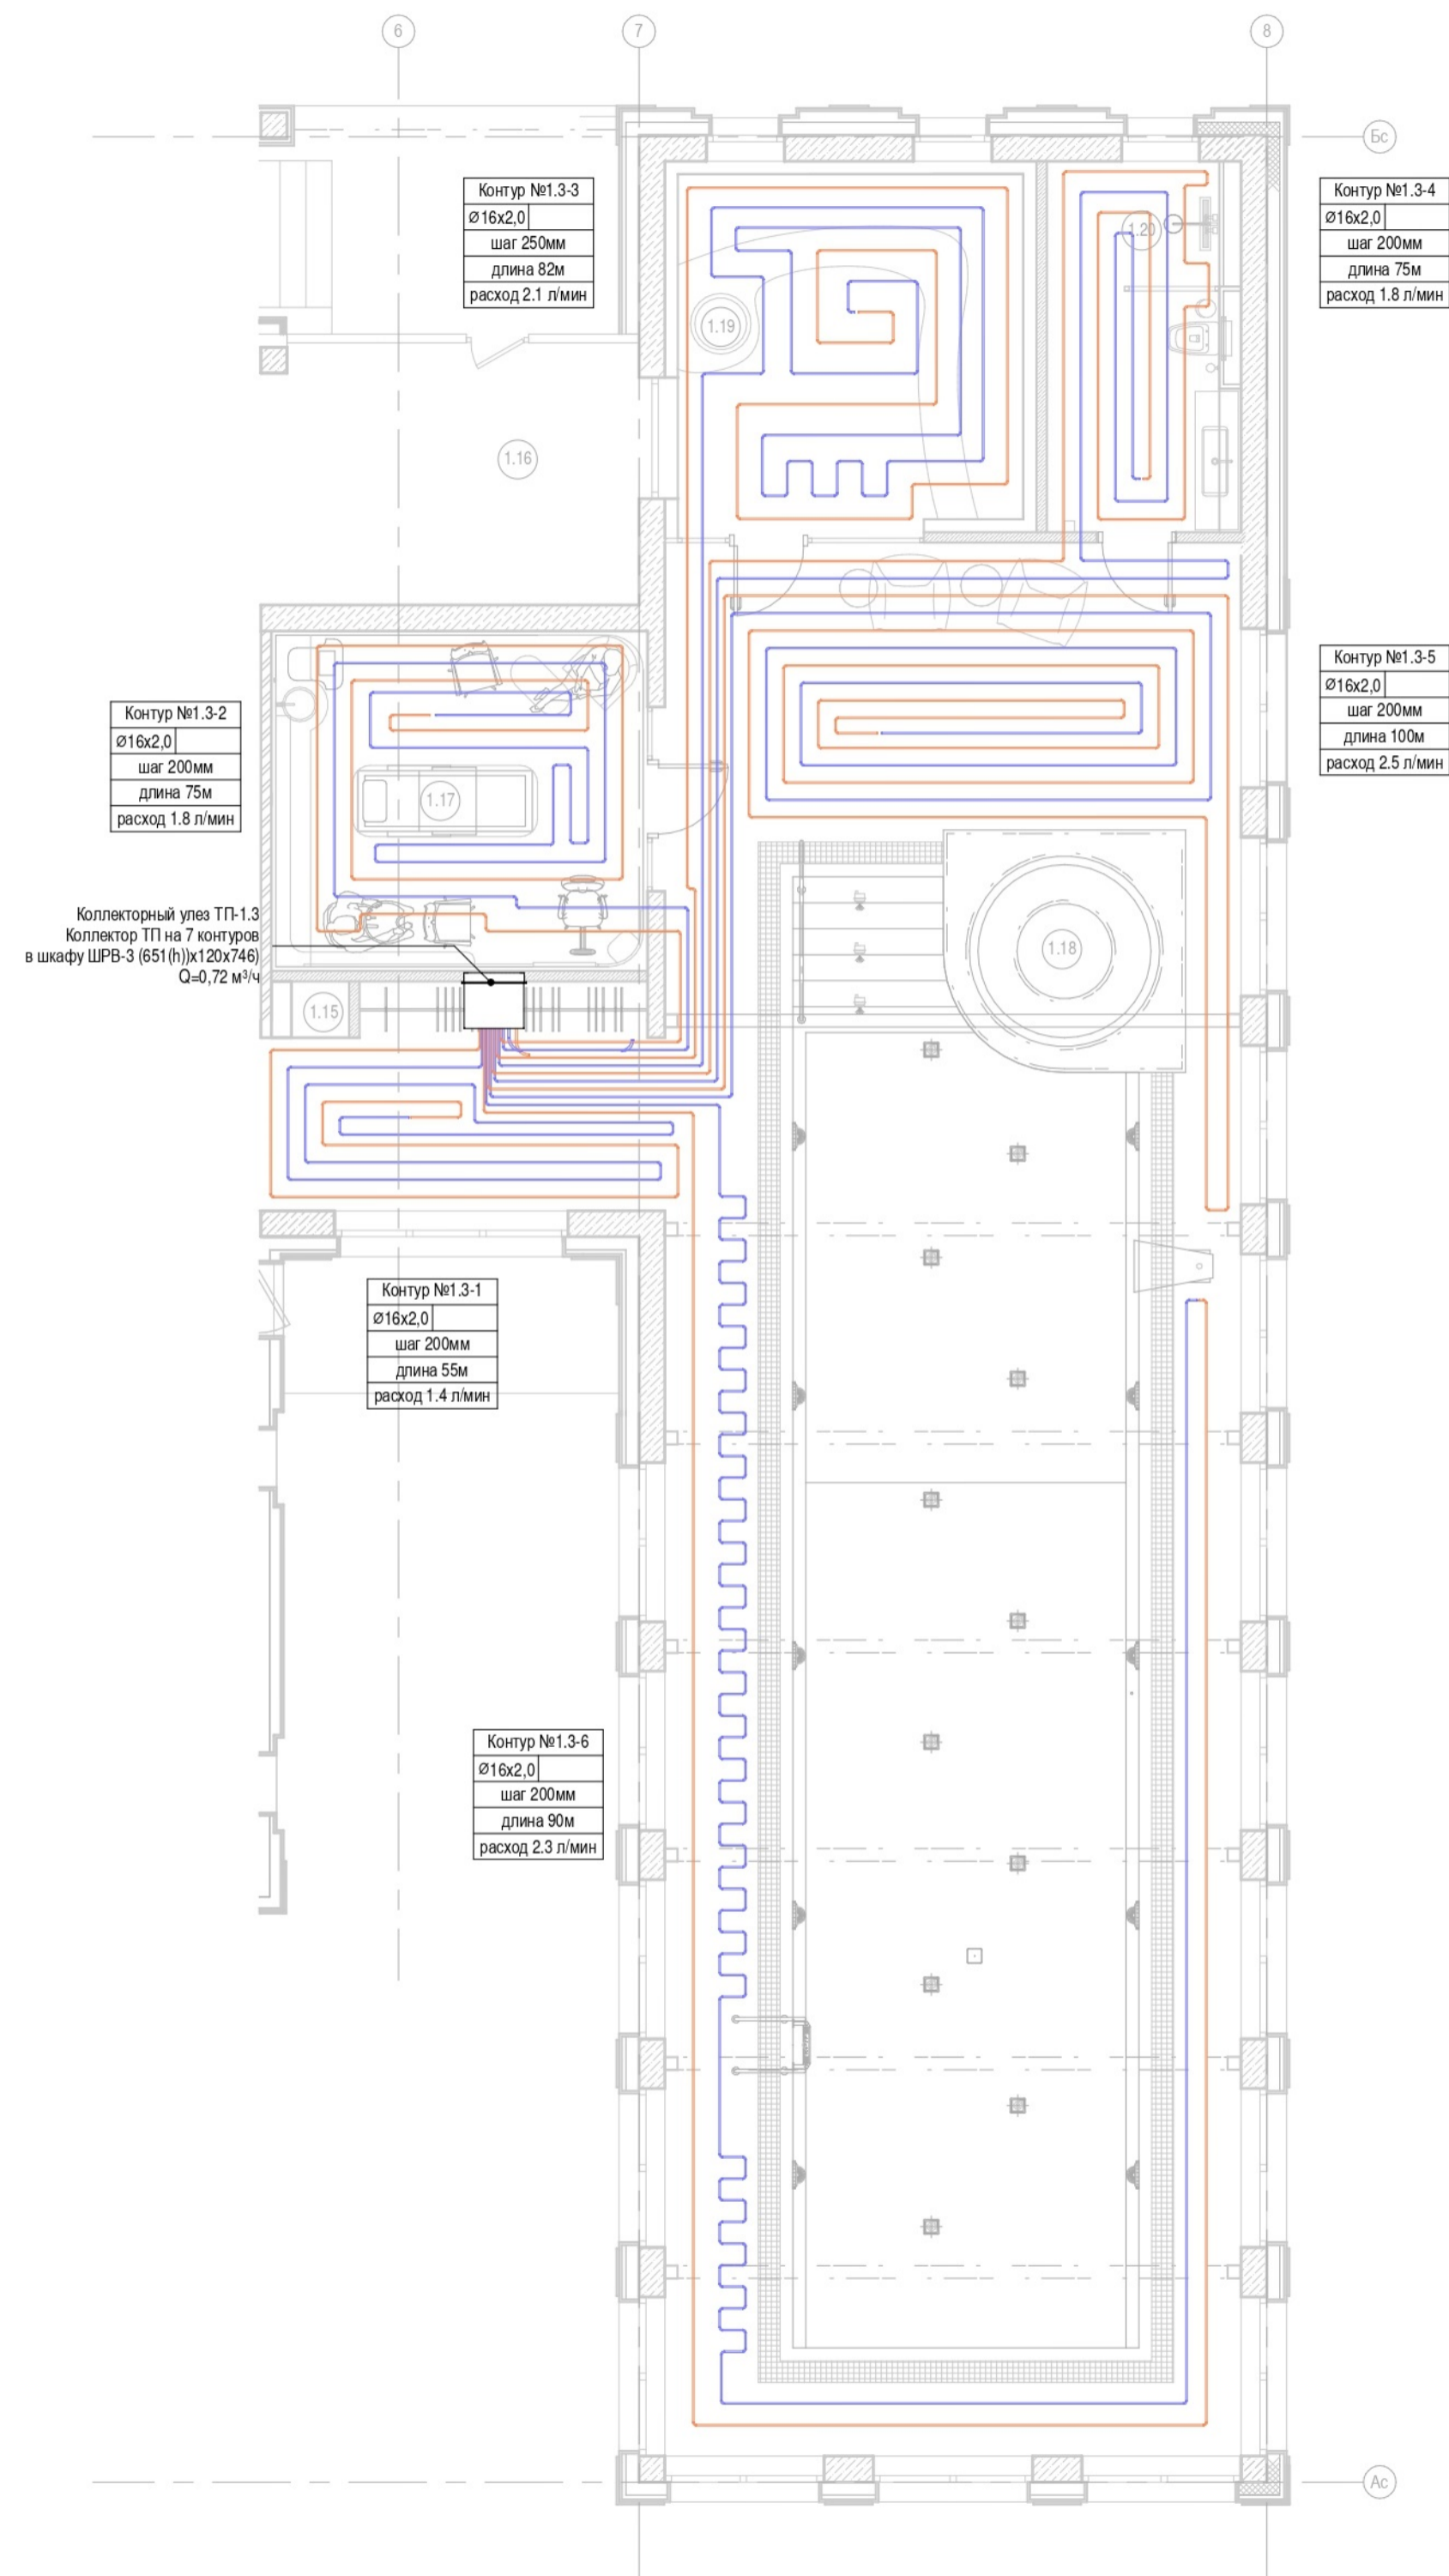 6
7
8
Бс
Контур №1.3-3
Ø16х2,0
шаг 250мм
длина 82м
расход 2.1 л/мин
Контур №1.3-4
Ø16х2,0
шаг 200мм
длина 75м
расход 1.8 л/мин
1.20
1.19
1.16
Контур №1.3-5
Ø16х2,0
шаг 200мм
длина 100м
расход 2.5 л/мин
Контур №1.3-2
Ø16х2,0
шаг 200мм
длина 75м
расход 1.8 л/мин
1.17
Коллекторный улез ТП-1.3
Коллектор ТП на 7 контуров
в шкафу ШРВ-3 (651(h))х120х746)
Q=0,72 м³/ч
1.18
1.15
Контур №1.3-1
Ø16х2,0
шаг 200мм
длина 55м
расход 1.4 л/мин
Контур №1.3-6
Ø16х2,0
шаг 200мм
длина 90м
расход 2.3 л/мин
Ас